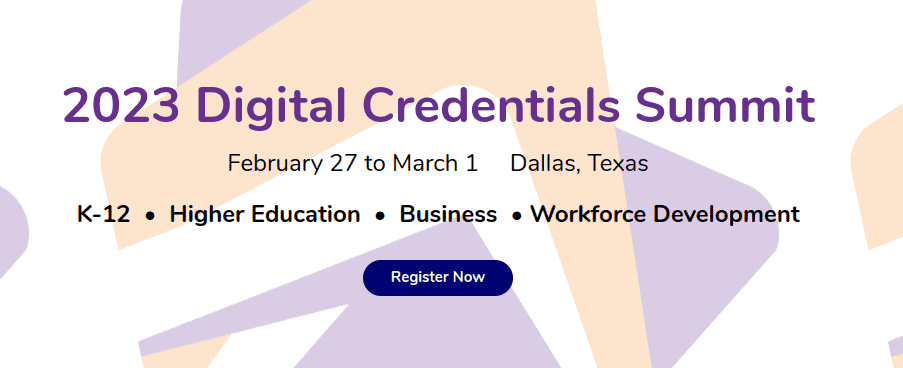 2023 Digital Credentials Summit
February 27 to March 1 Dallas, Texas
K-12 • Higher Education • Business • Workforce Development
Register Now